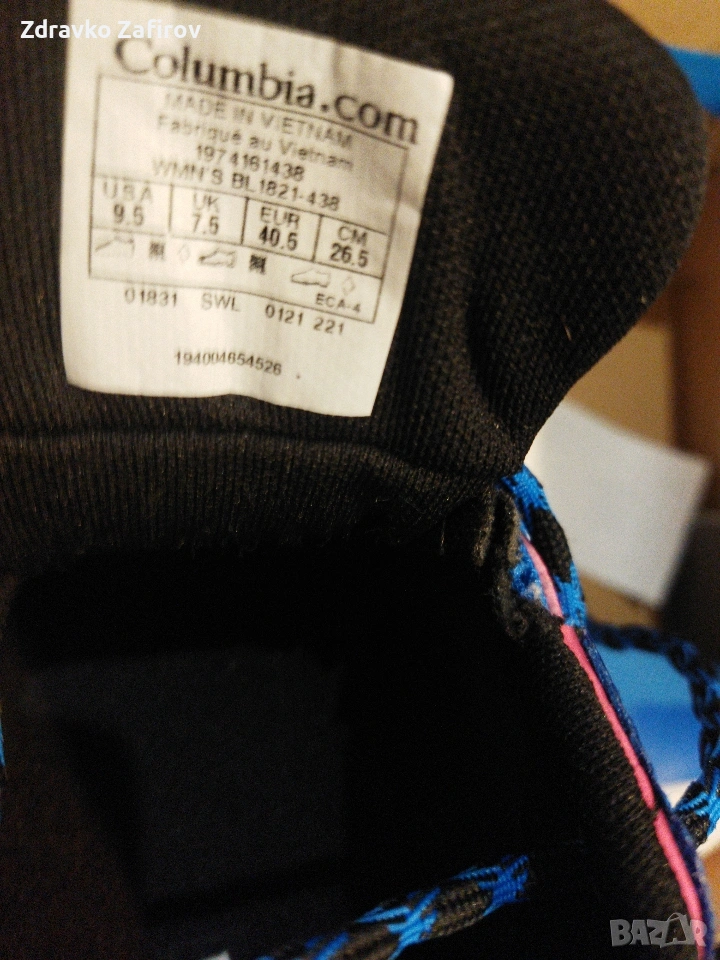 Zdravko Zafirov
Columbia.com
MADE IN VIETNAM
Fabriqué au Vietnam
1974161438
WMN'S BL1821-438
USA UK EUR CM
9.5 7.5 40.5 26.5
ECA-4
01831 SWL 0121 221
194004654526
BAZAR